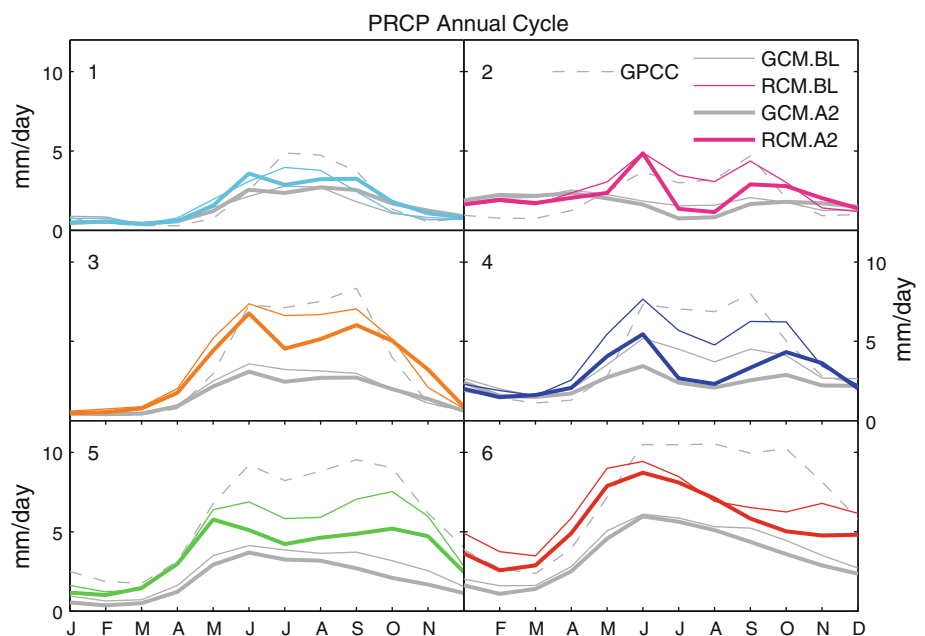 PRCP Annual Cycle
10
1
2
GPCC
GCM.BL
RCM.BL
GCM.A2
RCM.A2
mm/day
5
0
3
4
10
mm/day
5
0
10
5
6
mm/day
5
0
J F M A M J J A S O N
F M A M J J A S O N D